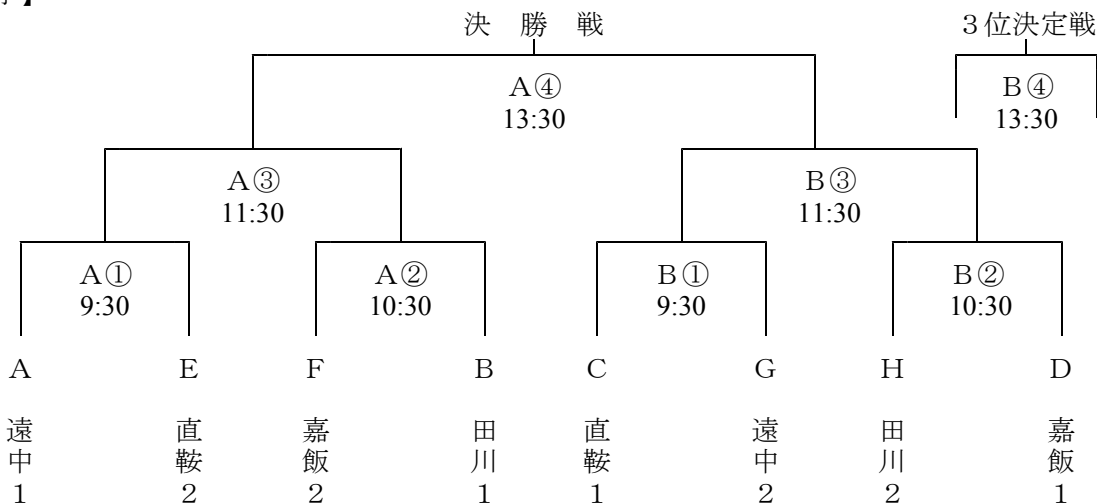 決　勝　戦　３位決定戦
Ａ④　Ｂ④
13:30　13:30
Ａ③　Ｂ③
11:30　11:30
Ａ①　Ａ②　Ｂ①　Ｂ②
9:30　10:30　9:30　10:30
Ａ　Ｅ　Ｆ　Ｂ　Ｃ　Ｇ　Ｈ　Ｄ
遠中１　直鞍２　嘉飯２　田川１　直鞍１　遠中２　田川２　嘉飯１